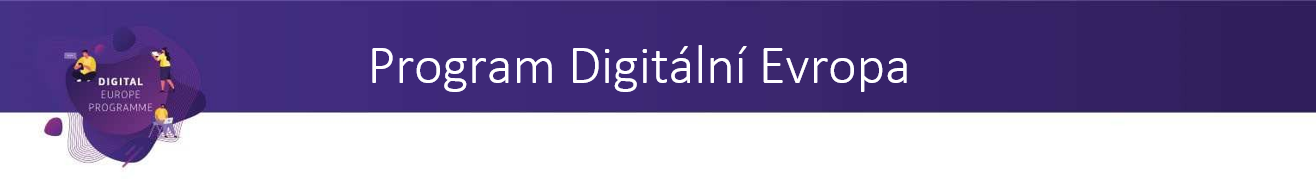 Program Digitální Evropa
DIGITAL
EUROPE
PROGRAMME